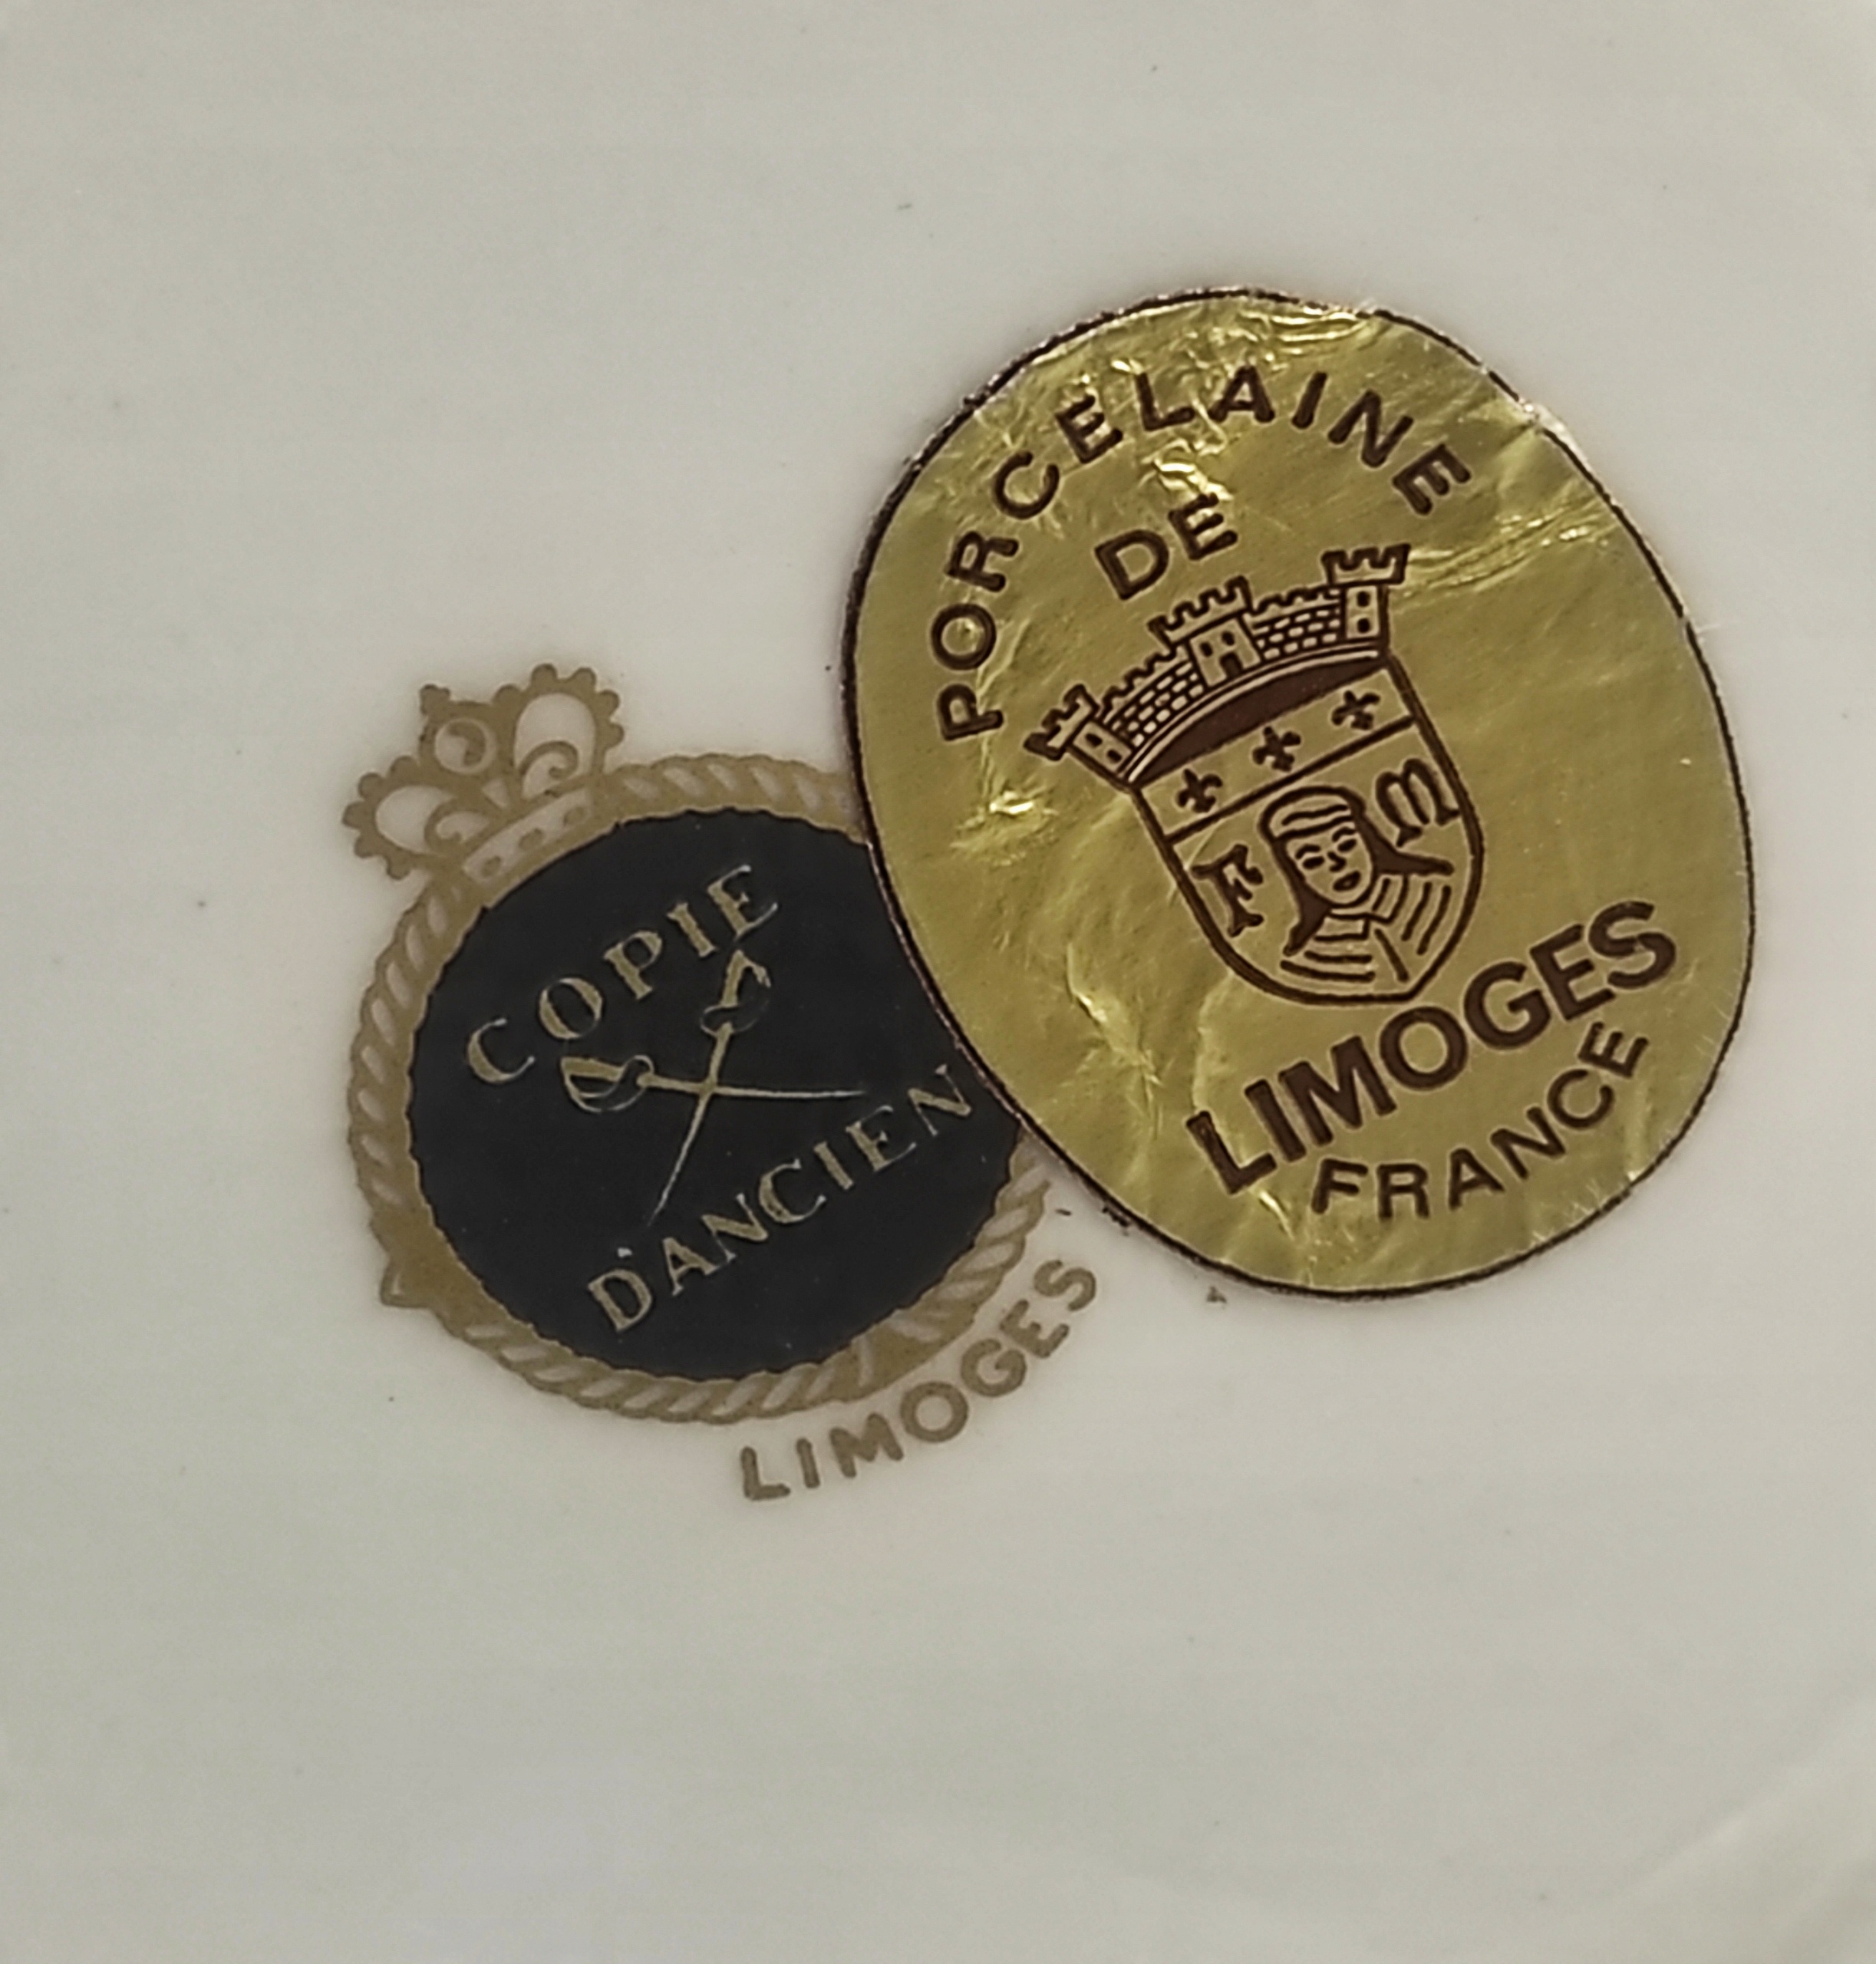 PORCELAINE
DE
F M
LIMOGES
FRANCE
COPIE
D'ANCIEN
LIMOGES